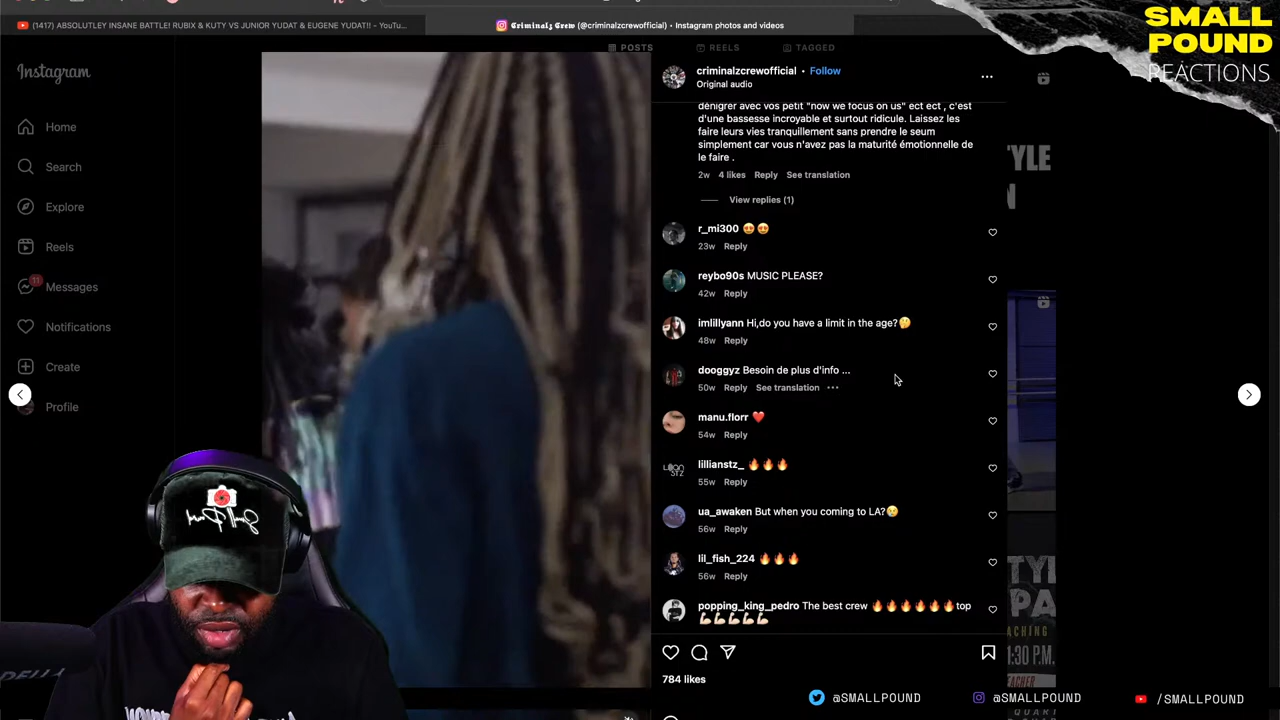 (1417) ABSOLUTLEY INSANE BATTLE! RUBIX & KUTY VS JUNIOR YUDAT & EUGENE YUDAT!! - YouT...
Criminalz Crew (@criminalzcrewofficial) • Instagram photos and videos
SMALL
POUND
REACTIONS
POSTS
REELS
TAGGED
Instagram
Home
Search
Explore
Reels
11
Messages
Notifications
Create
Profile
criminalzcrewofficial • Follow
Original audio
dénigrer avec vos petit "now we focus on us" ect ect , c'est
d'une bassesse incroyable et surtout ridicule. Laissez les
faire leurs vies tranquillement sans prendre le seum
simplement car vous n'avez pas la maturité émotionnelle de
le faire .
2w 4 likes Reply See translation
View replies (1)
r_mi300 😍😍
23w Reply
reybo90s MUSIC PLEASE?
42w Reply
imlillyann Hi,do you have a limit in the age?🤔
48w Reply
dooggyz Besoin de plus d'info ...
50w Reply See translation •••
manu.florr ❤️
54w Reply
lillianstz_ 🔥🔥🔥
55w Reply
ua_awaken But when you coming to LA?😢
56w Reply
lil_fish_224 🔥🔥🔥
56w Reply
popping_king_pedro The best crew 🔥🔥🔥🔥🔥🔥top
💪🏻💪🏻💪🏻💪🏻💪🏻
784 likes
TYLE
1:30 P.M.
@SMALLPOUND
@SMALLPOUND
/SMALLPOUND